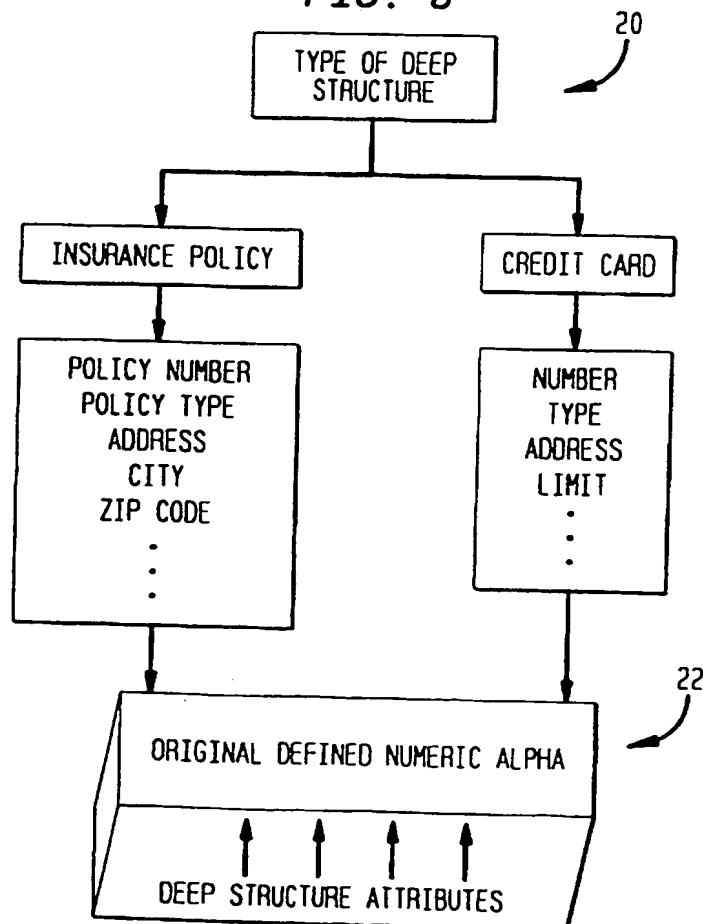 20
TYPE OF DEEP
STRUCTURE
INSURANCE POLICY
CREDIT CARD
POLICY NUMBER
POLICY TYPE
ADDRESS
CITY
ZIP CODE
NUMBER
TYPE
ADDRESS
LIMIT
22
ORIGINAL DEFINED NUMERIC ALPHA
DEEP STRUCTURE ATTRIBUTES